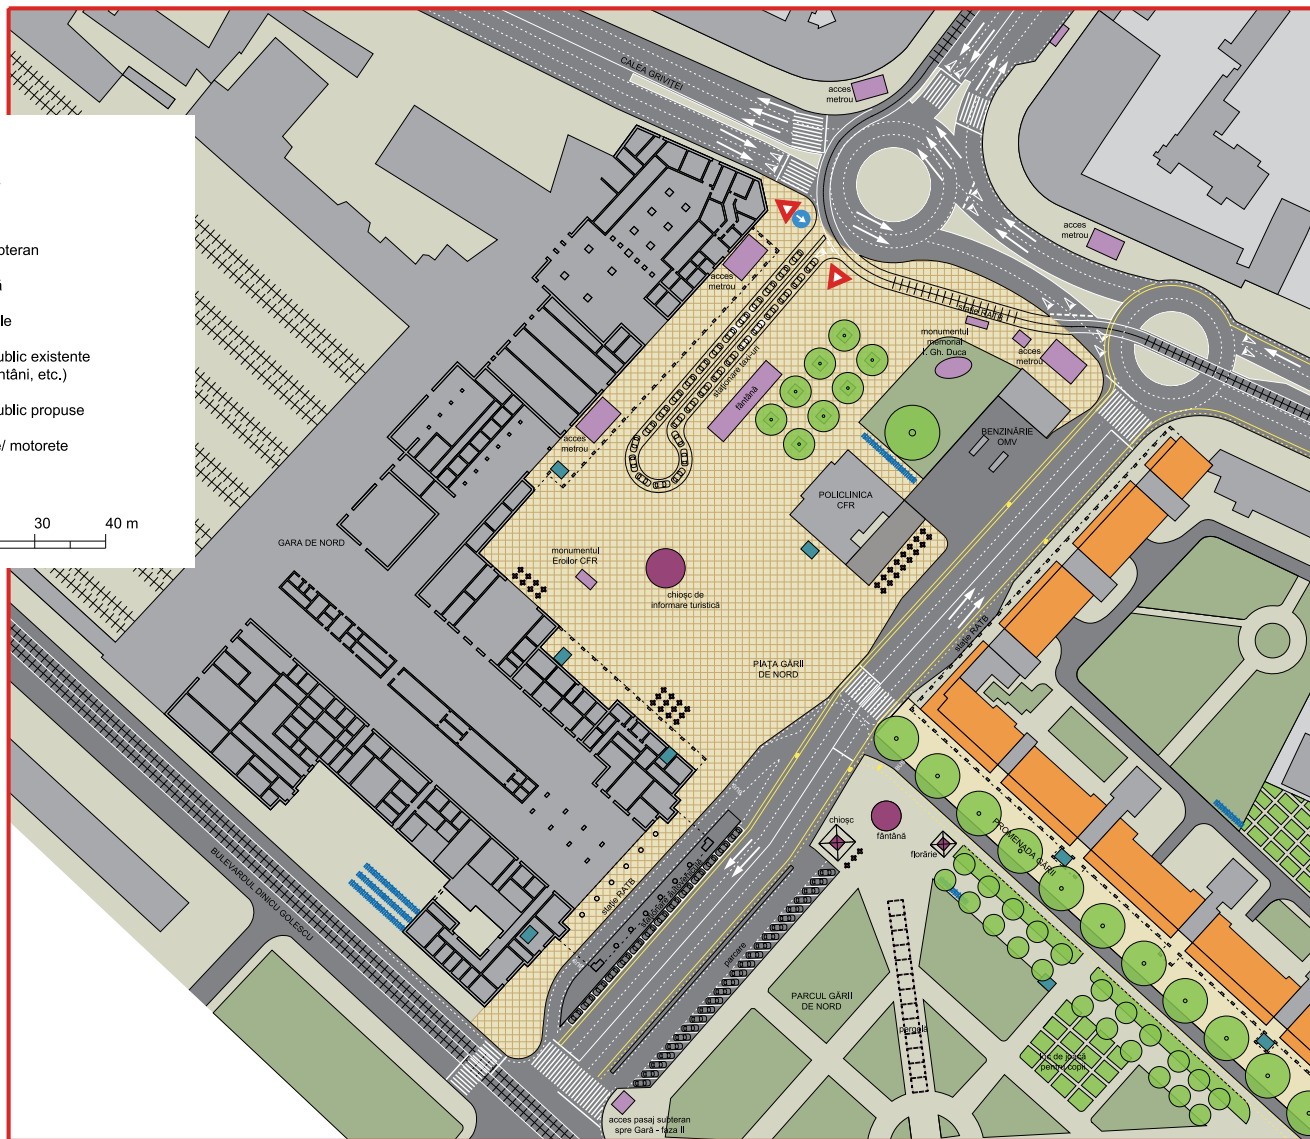 CALEA GRIVIȚEI
acces
metrou
acces
metrou
acces
metrou
stație RATB
monumentul
memorial
I. Gh. Duca
acces
metrou
staționare taxi-uri
fântână
acces
metrou
BENZINĂRIE
OMV
POLICLINICA
CFR
GARA DE NORD
monumentul
Eroilor CFR
chioșc de
informare turistică
PIAȚA GĂRII
DE NORD
stație RATB
ublic existente
ntâni, etc.)
ublic propuse
e/ motorete
30
40 m
chioșc
fântână
florărie
PROMENADA GĂRII
BULEVARDUL DINICU GOLESCU
stație RATB
parcare
PARCUL GĂRII
DE NORD
pergolă
loc de joacă
pentru copii
acces pasaj subteran
spre Gară - faza II